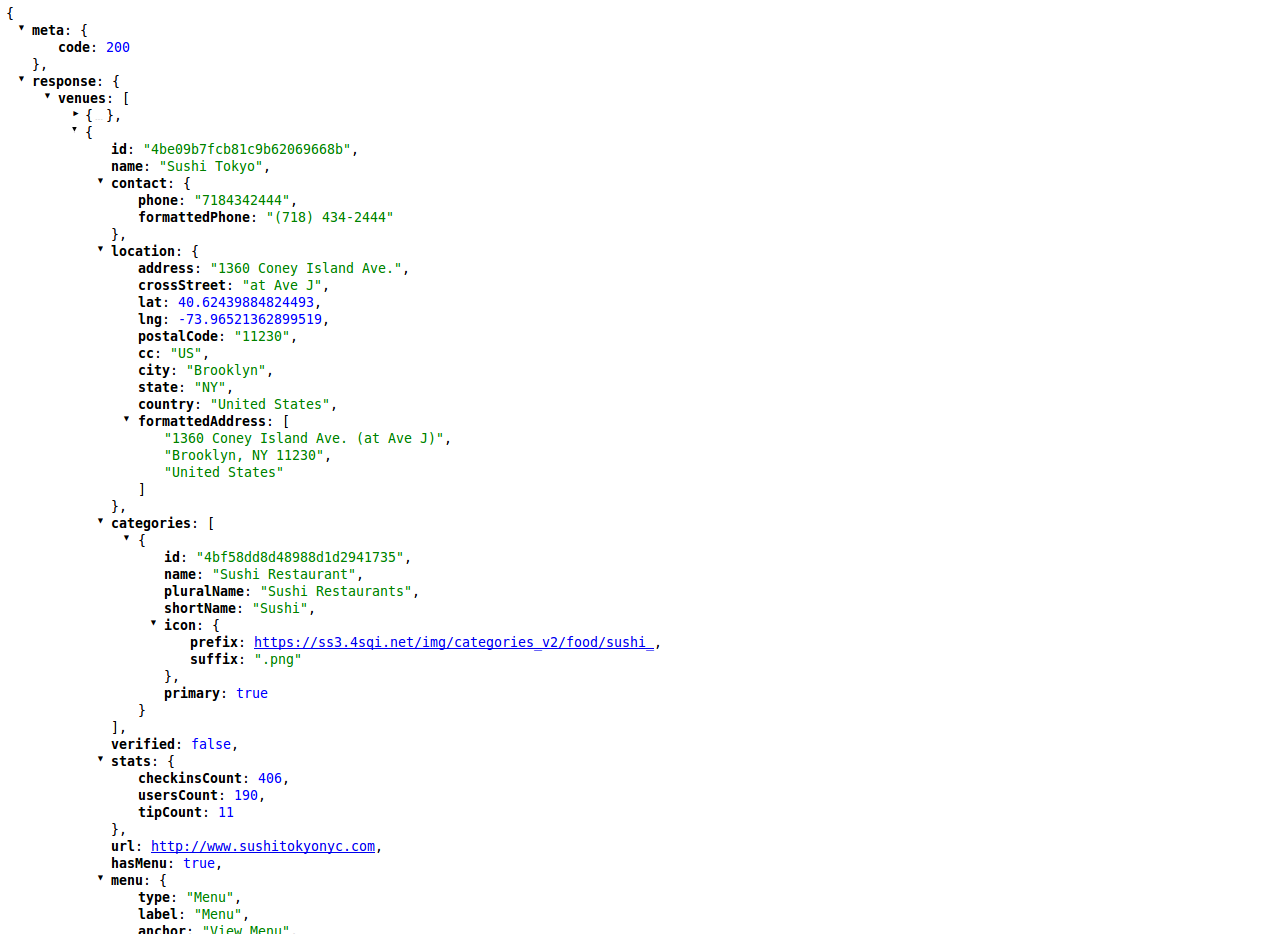 {
meta: {
code: 200
},
response: {
venues: [
{ },
{
id: "4be09b7fcb81c9b62069668b",
name: "Sushi Tokyo",
contact: {
phone: "7184342444",
formattedPhone: "(718) 434-2444"
},
location: {
address: "1360 Coney Island Ave.",
crossStreet: "at Ave J",
lat: 40.62439884824493,
lng: -73.96521362899519,
postalCode: "11230",
cc: "US",
city: "Brooklyn",
state: "NY",
country: "United States",
formattedAddress: [
"1360 Coney Island Ave. (at Ave J)",
"Brooklyn, NY 11230",
"United States"
]
},
categories: [
{
id: "4bf58dd8d48988d1d2941735",
name: "Sushi Restaurant",
pluralName: "Sushi Restaurants",
shortName: "Sushi",
icon: {
prefix: https://ss3.4sqi.net/img/categories_v2/food/sushi_,
suffix: ".png"
},
primary: true
}
],
verified: false,
stats: {
checkinsCount: 406,
usersCount: 190,
tipCount: 11
},
url: http://www.sushitokyonyc.com,
hasMenu: true,
menu: {
type: "Menu",
label: "Menu",
anchor: "View Menu",